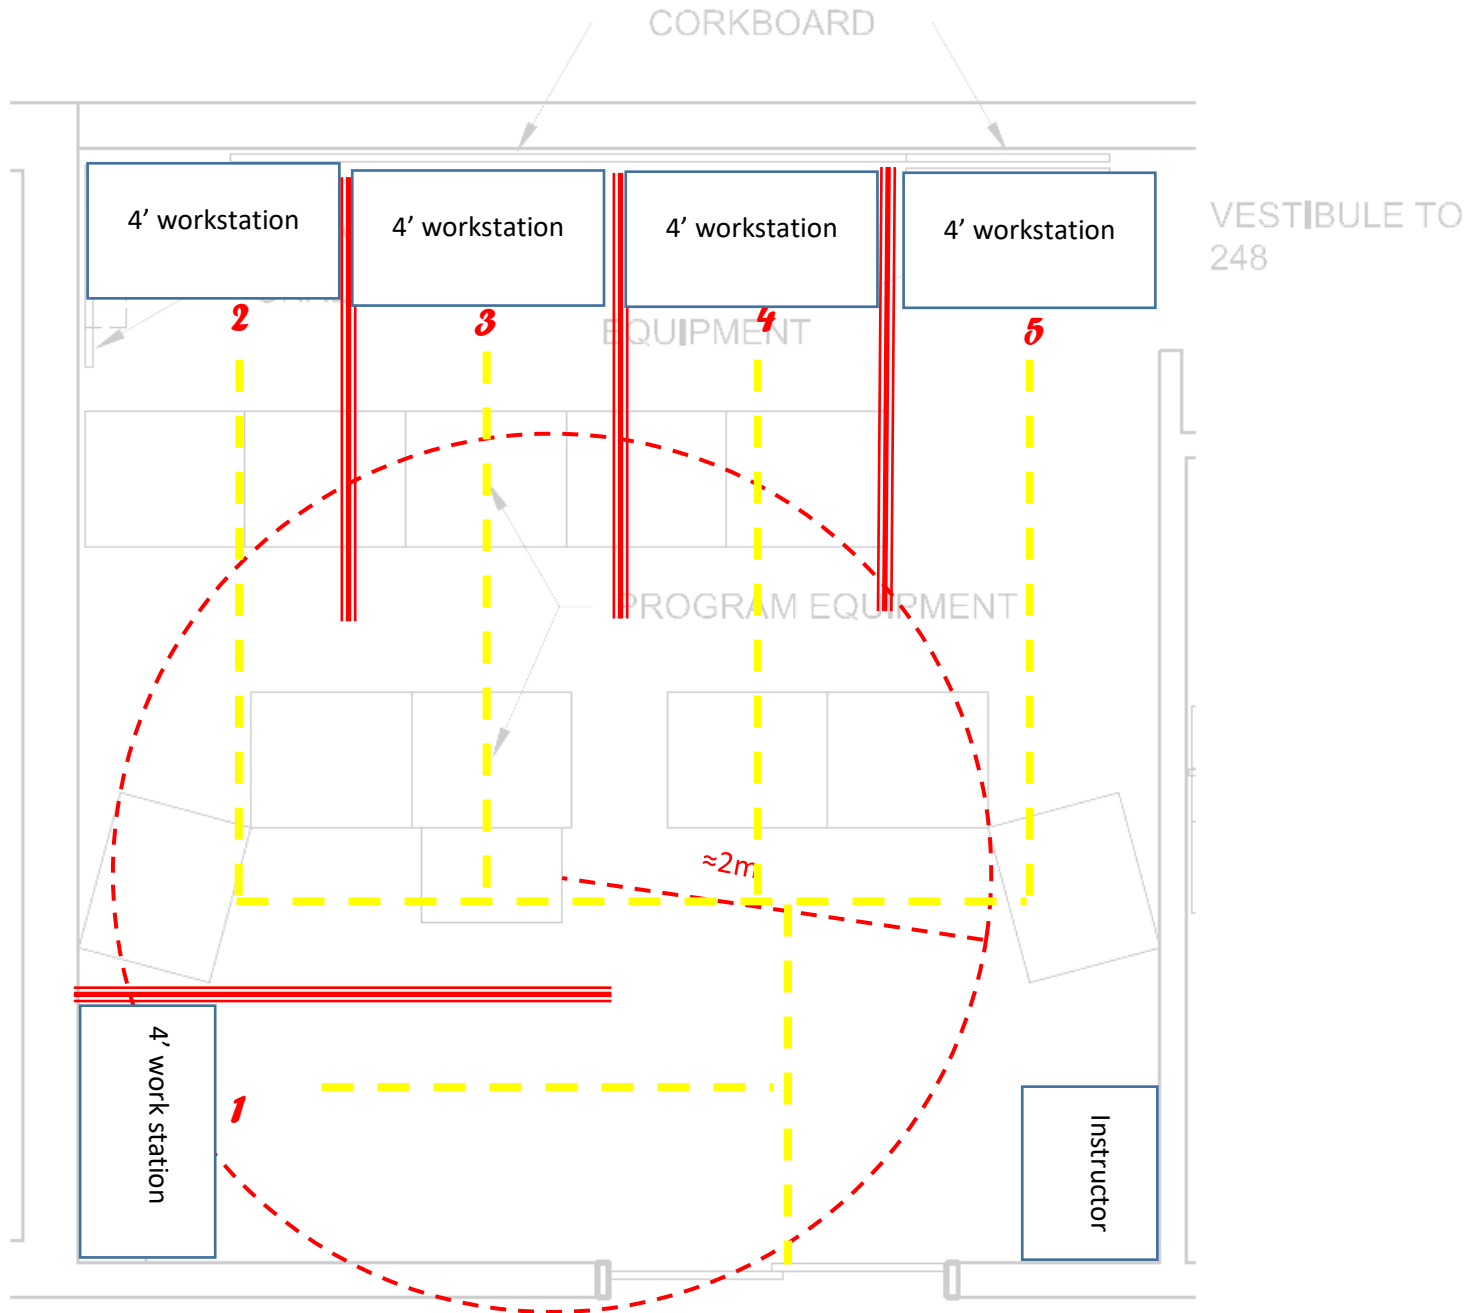 CORKBOARD
4’ workstation
4’ workstation
4’ workstation
4’ workstation
VESTIBULE TO
248
2
3
4
5
EQUIPMENT
PROGRAM EQUIPMENT
≈2m
4’ work station
1
Instructor